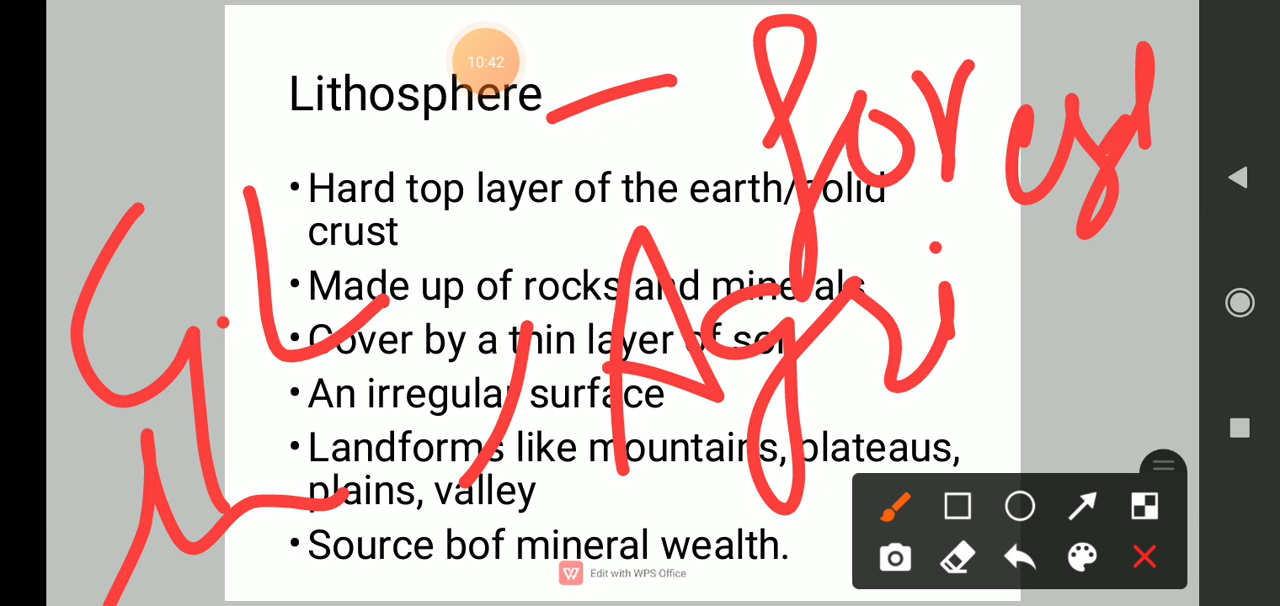 10:42
Lithosphere – forest
• Hard top layer of the earth/solid
crust
• Made up of rocks and minerals
• Cover by a thin layer of soil
, Agri
• An irregular surface
• Landforms like mountains, plateaus,
plains, valley
• Source bof mineral wealth.
Edit with WPS Office